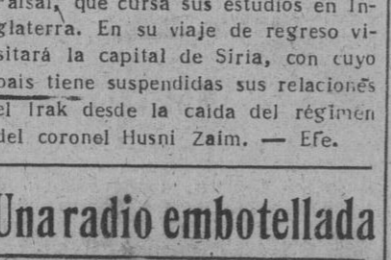 Faisal, que cursa sus estudios en In-
glaterra. En su viaje de regreso vi-
sitará la capital de Siria, con cuyo
pais tiene suspendidas sus relaciones
el Irak desde la caida del régimen
del coronel Husni Zaim. — Efe.
Una radio embotellada